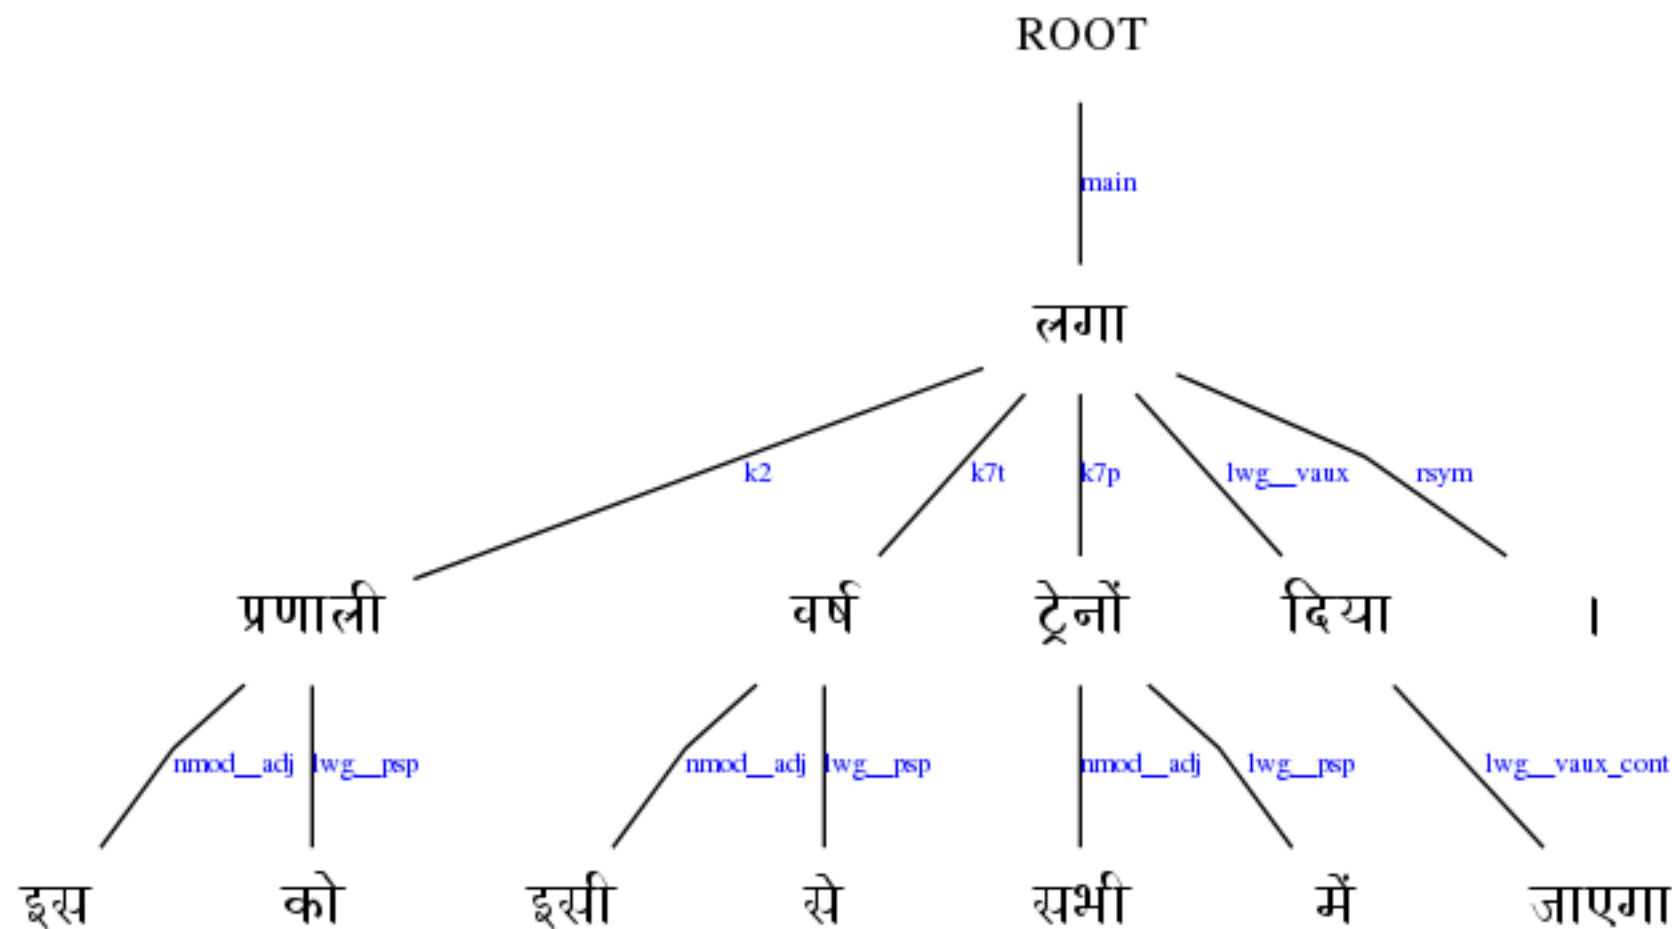 ROOT
main
लगा
k2 k7t k7p lwg__vaux rsym
प्रणाली वर्ष ट्रेनों दिया ।
nmod__adj lwg__psp nmod__adj lwg__psp nmod__adj lwg__psp lwg__vaux_cont
इस को इसी से सभी में जाएगा